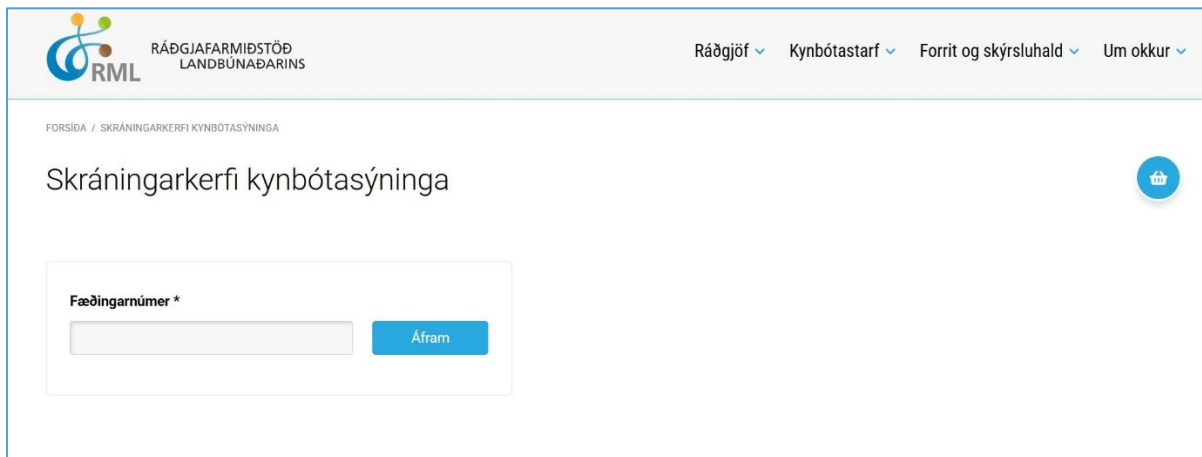 RML
RÁÐGJAFARMIÐSTÖÐ
LANDBÚNAÐARINS
Ráðgjöf
Kynbótastarf
Forrit og skýrsluhald
Um okkur
FORSÍÐA / SKRÁNINGARKERFI KYNBÓTASÝNINGA
Skráningarkerfi kynbótasýninga
Fæðingarnúmer *
Áfram